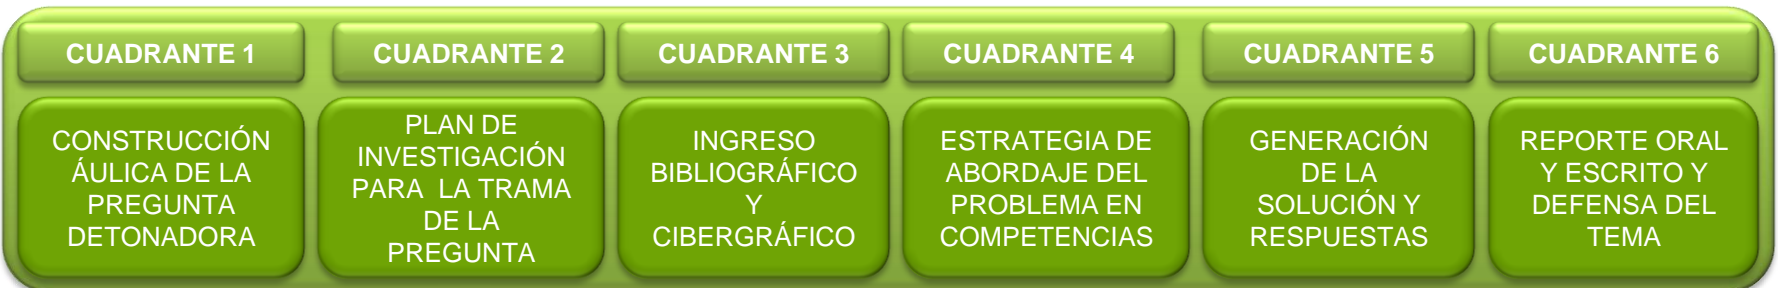 CUADRANTE 1
CUADRANTE 2
CUADRANTE 3
CUADRANTE 4
CUADRANTE 5
CUADRANTE 6
CONSTRUCCIÓN
ÁULICA DE LA
PREGUNTA
DETONADORA
PLAN DE
INVESTIGACIÓN
PARA LA TRAMA
DE LA
PREGUNTA
INGRESO
BIBLIOGRÁFICO
Y
CIBERGRÁFICO
ESTRATEGIA DE
ABORDAJE DEL
PROBLEMA EN
COMPETENCIAS
GENERACIÓN
DE LA
SOLUCIÓN Y
RESPUESTAS
REPORTE ORAL
Y ESCRITO Y
DEFENSA DEL
TEMA